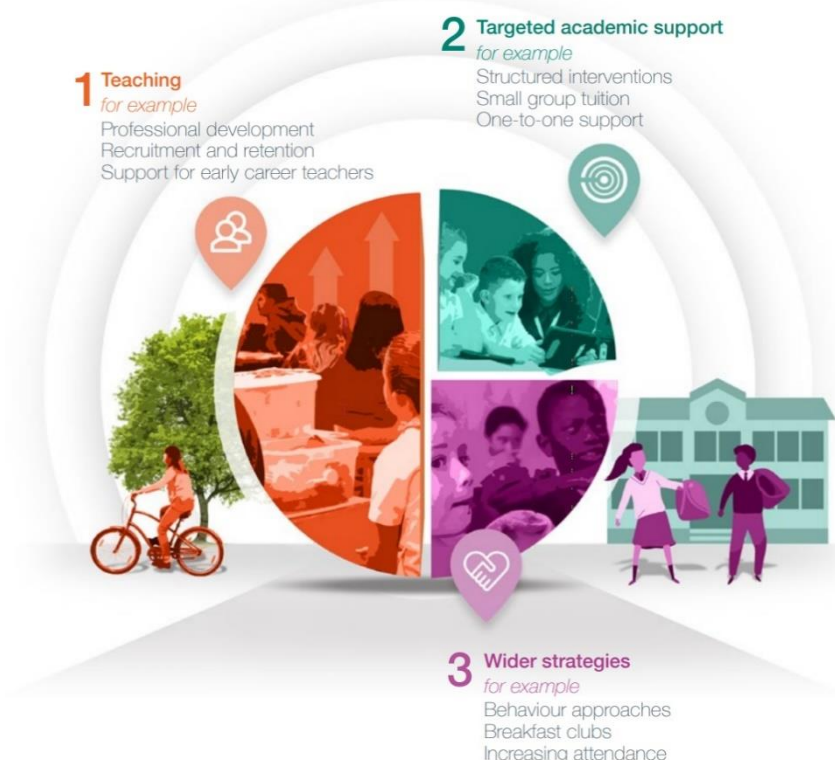 1 Teaching
for example
Professional development
Recruitment and retention
Support for early career teachers
2 Targeted academic support
for example
Structured interventions
Small group tuition
One-to-one support
3 Wider strategies
for example
Behaviour approaches
Breakfast clubs
Increasing attendance